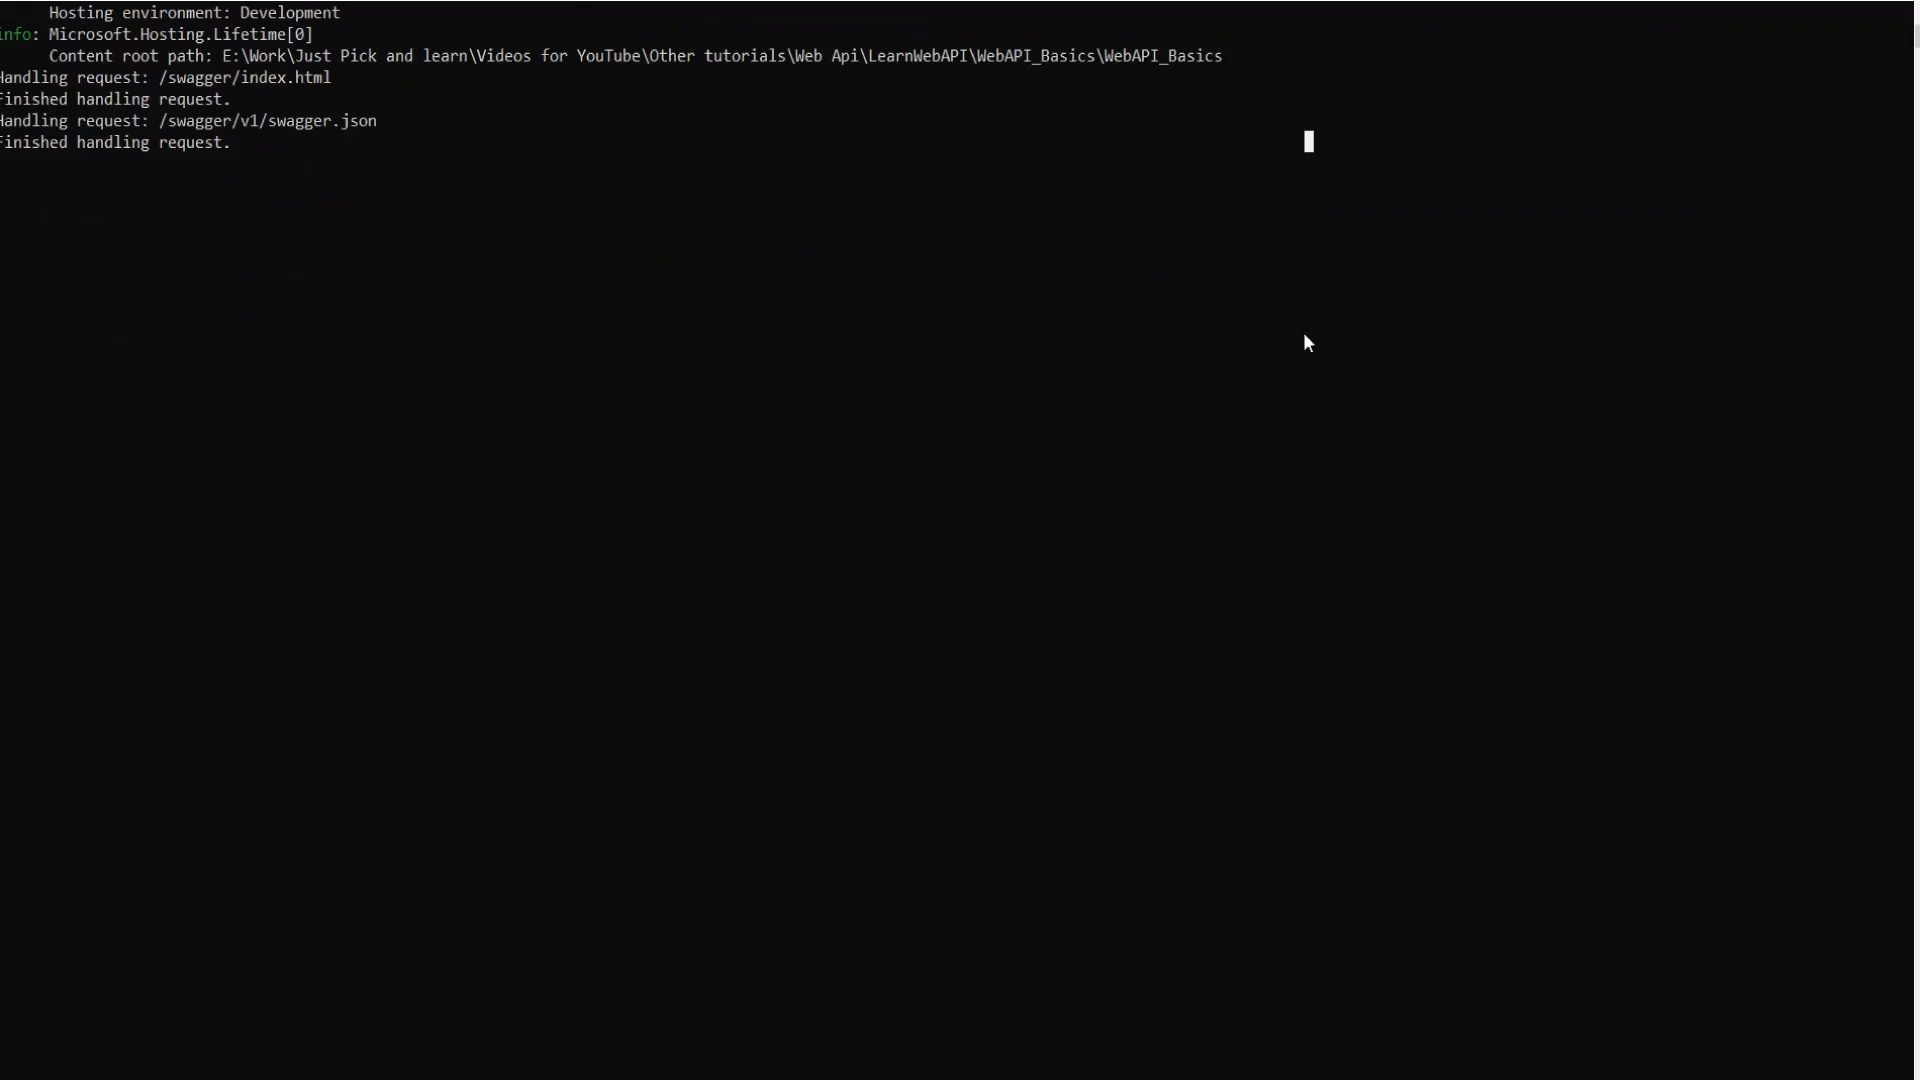 Hosting environment: Development
info: Microsoft.Hosting.Lifetime[0]
Content root path: E:\Work\Just Pick and learn\Videos for YouTube\Other tutorials\Web Api\LearnWebAPI\WebAPI_Basics\WebAPI_Basics
Handling request: /swagger/index.html
Finished handling request.
Handling request: /swagger/v1/swagger.json
Finished handling request.